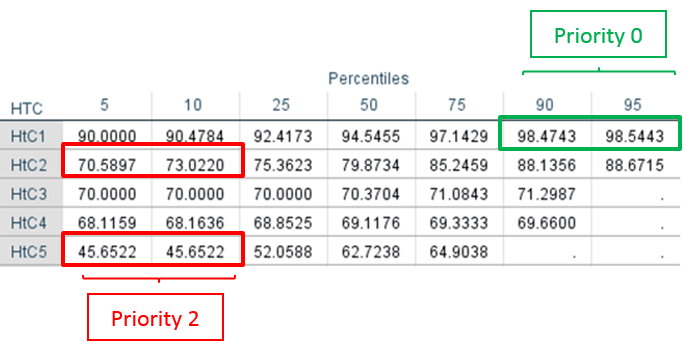 Priority 0
Percentiles
HTC 5 10 25 50 75 90 95
HtC1 90.0000 90.4784 92.4173 94.5455 97.1429 98.4743 98.5443
HtC2 70.5897 73.0220 75.3623 79.8734 85.2459 88.1356 88.6715
HtC3 70.0000 70.0000 70.0000 70.3704 71.0843 71.2987 .
HtC4 68.1159 68.1636 68.8525 69.1176 69.3333 69.6600 .
HtC5 45.6522 45.6522 52.0588 62.7238 64.9038 . .
Priority 2